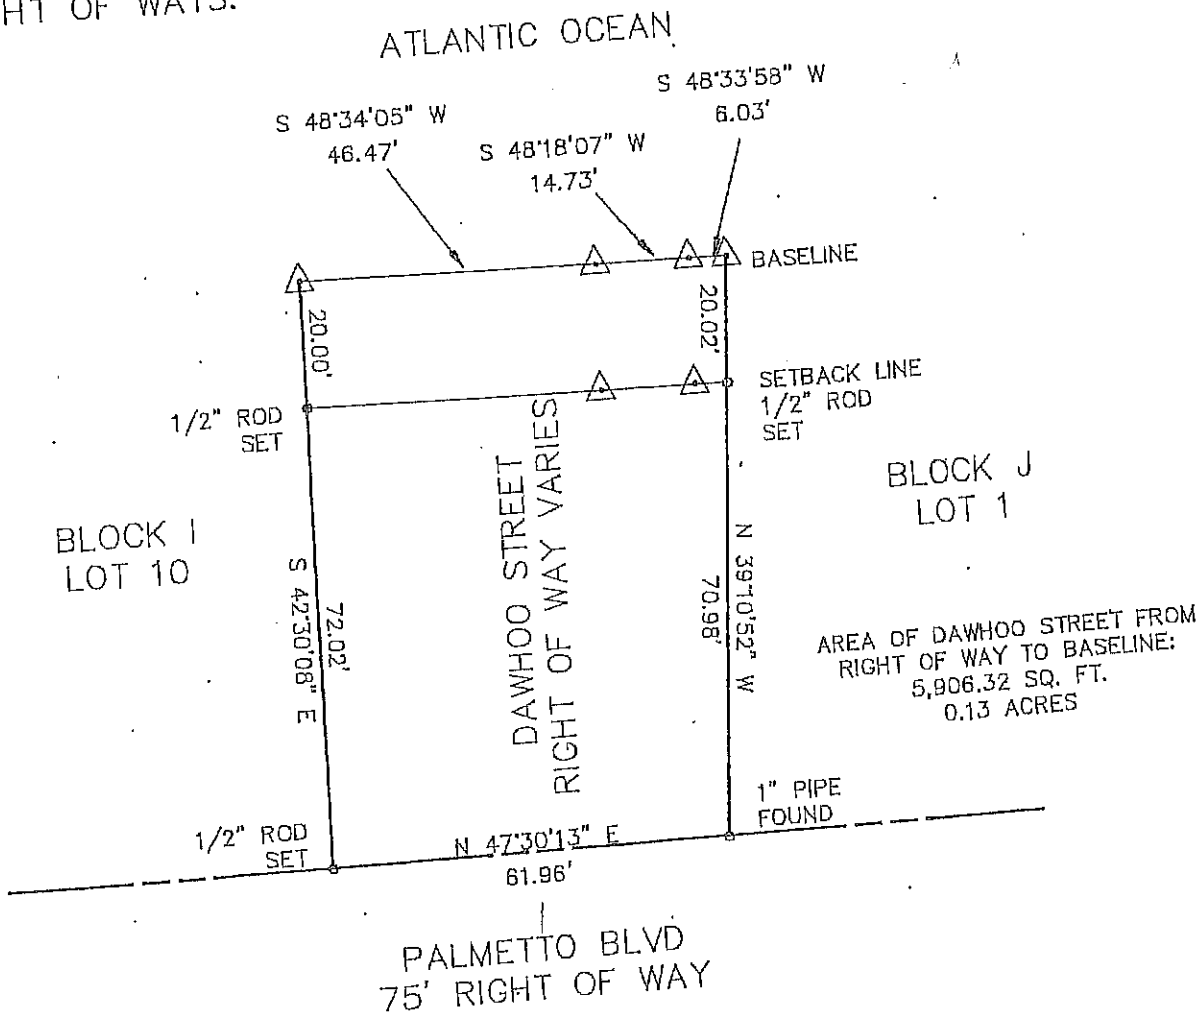 HT OF WAYS.
ATLANTIC OCEAN
S 48°33'58" W
6.03'
S 48°34'05" W
46.47'
S 48°18'07" W
14.73'
BASELINE
20.00'
20.02'
SETBACK LINE
1/2" ROD
SET
1/2" ROD
SET
BLOCK I
LOT 10
BLOCK J
LOT 1
DAWHOO STREET
RIGHT OF WAY VARIES
S 42°30'08" E
72.02'
N 39°10'52" W
70.98'
AREA OF DAWHOO STREET FROM
RIGHT OF WAY TO BASELINE:
5,906.32 SQ. FT.
0.13 ACRES
1/2" ROD
SET
1" PIPE
FOUND
N 47°30'13" E
61.96'
PALMETTO BLVD
75' RIGHT OF WAY